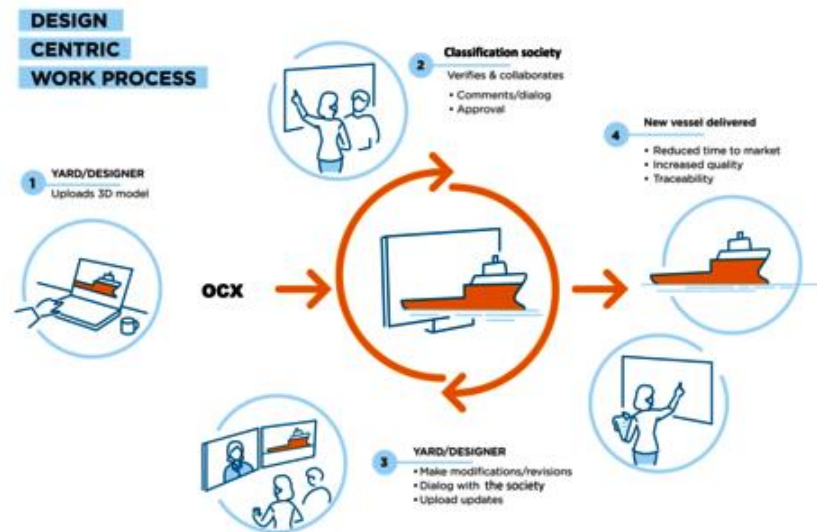 DESIGN
CENTRIC
WORK PROCESS
1
YARD/DESIGNER
Uploads 3D model
OCX
2
Classification society
Verifies & collaborates
• Comments/dialog
• Approval
3
YARD/DESIGNER
• Make modifications/revisions
• Dialog with the society
• Upload updates
4
New vessel delivered
• Reduced time to market
• Increased quality
• Traceability